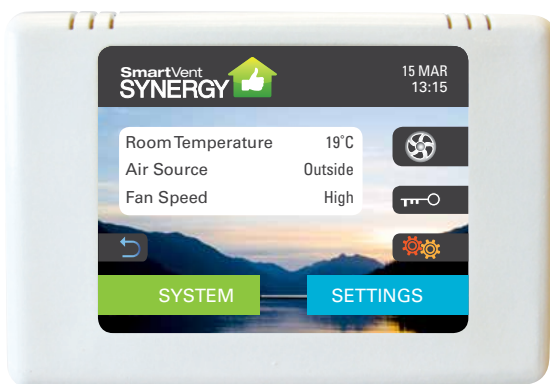 SmartVent
SYNERGY
15 MAR
13:15
Room Temperature 19°C
Air Source Outside
Fan Speed High
SYSTEM
SETTINGS